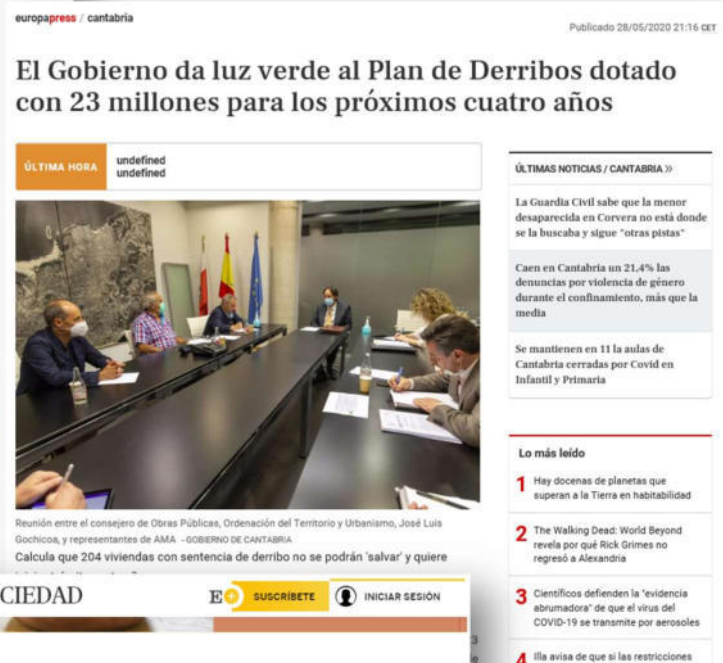 europapress / cantabria
Publicado 28/05/2020 21:16 CET
El Gobierno da luz verde al Plan de Derribos dotado
con 23 millones para los próximos cuatro años
ÚLTIMA HORA
undefined
undefined
Reunión entre el consejero de Obras Públicas, Ordenación del Territorio y Urbanismo, José Luis
Gochicoa, y representantes de AMA - GOBIERNO DE CANTABRIA
Calcula que 204 viviendas con sentencia de derribo no se podrán 'salvar' y quiere
CIEDAD
E+
SUSCRÍBETE
INICIAR SESIÓN
ÚLTIMAS NOTICIAS / CANTABRIA »
La Guardia Civil sabe que la menor
desaparecida en Corvera no está donde
se la buscaba y sigue "otras pistas"
Caen en Cantabria un 21,4% las
denuncias por violencia de género
durante el confinamiento, más que la
media
Se mantienen en 11 la aulas de
Cantabria cerradas por Covid en
Infantil y Primaria
Lo más leído
1 Hay docenas de planetas que
superan a la Tierra en habitabilidad
2 The Walking Dead: World Beyond
revela por qué Rick Grimes no
regresó a Alexandria
3 Científicos defienden la "evidencia
abrumadora" de que el virus del
COVID-19 se transmite por aerosoles
4 Illa avisa de que si las restricciones